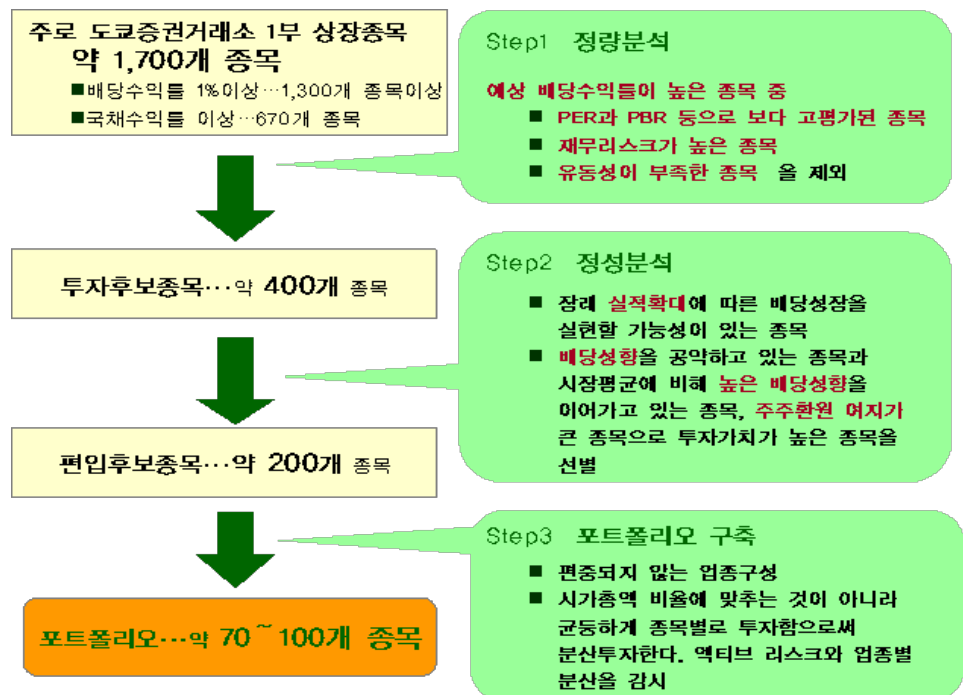 주로 도쿄증권거래소 1부 상장종목
약 1,700개 종목
■배당수익률 1%이상…1,300개 종목이상
■국채수익률 이상…670개 종목
Step1 정량분석
예상 배당수익률이 높은 종목 중
■ PER과 PBR 등으로 보다 고평가된 종목
■ 재무리스크가 높은 종목
■ 유동성이 부족한 종목 을 제외
투자후보종목…약 400개 종목
Step2 정성분석
■ 장래 실적확대에 따른 배당성장을
실현할 가능성이 있는 종목
■ 배당성향을 공약하고 있는 종목과
시장평균에 비해 높은 배당성향을
이어가고 있는 종목, 주주환원 여지가
큰 종목으로 투자가치가 높은 종목을
선별
편입후보종목…약 200개 종목
Step3 포트폴리오 구축
■ 편중되지 않는 업종구성
■ 시가총액 비율에 맞추는 것이 아니라
균등하게 종목별로 투자함으로써
분산투자한다. 액티브 리스크와 업종별
분산을 감시
포트폴리오…약 70~100개 종목